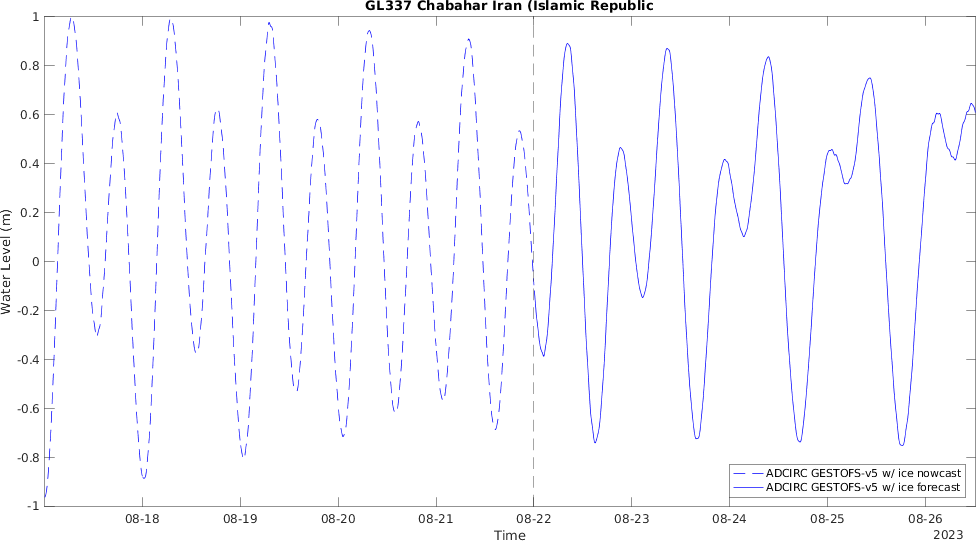 GL337 Chabahar Iran (Islamic Republic
1
0.8
0.6
0.4
0.2
0
-0.2
-0.4
-0.6
-0.8
-1
Water Level (m)
08-18 08-19 08-20 08-21 08-22 08-23 08-24 08-25 08-26
Time
2023
ADCIRC GESTOFS-v5 w/ ice nowcast
ADCIRC GESTOFS-v5 w/ ice forecast